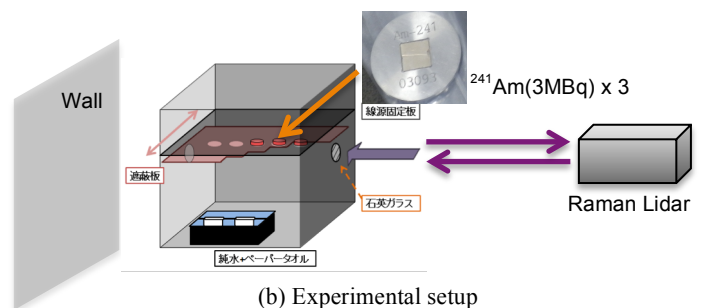 Am-241
03093
²⁴¹Am(3MBq) x 3
Wall
線源固定板
遮蔽板
石英ガラス
Raman Lidar
純水+ペーパータオル
(b) Experimental setup